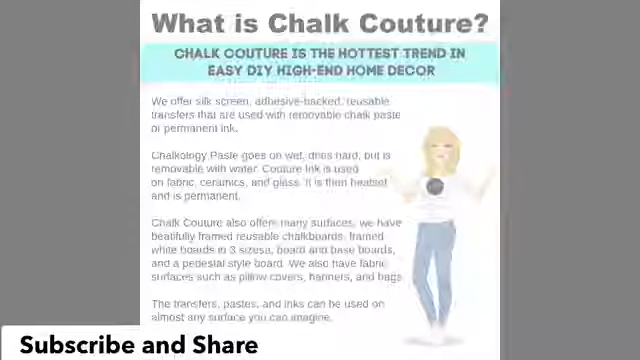 What is Chalk Couture?
CHALK COUTURE IS THE HOTTEST TREND IN
EASY DIY HIGH-END HOME DECOR
We offer silk screen, adhesive-backed, reusable
transfers that are used with removable chalk paste
or permanent ink.
Chalkology Paste goes on wet, dries hard, but is
removable with water. Couture Ink is used
on fabric, ceramics, and glass. It is then heatset
and is permanent.
Chalk Couture also offers many surfaces, we have
beatifully framed reusable chalkboards, framed
white boards in 3 sizesa, board and base boards,
and a pedestal style board. We also have fabric
surfaces such as pillow covers, banners, and bags
The transfers, pastes, and inks can be used on
almost any surface you can imagine.
Subscribe and Share